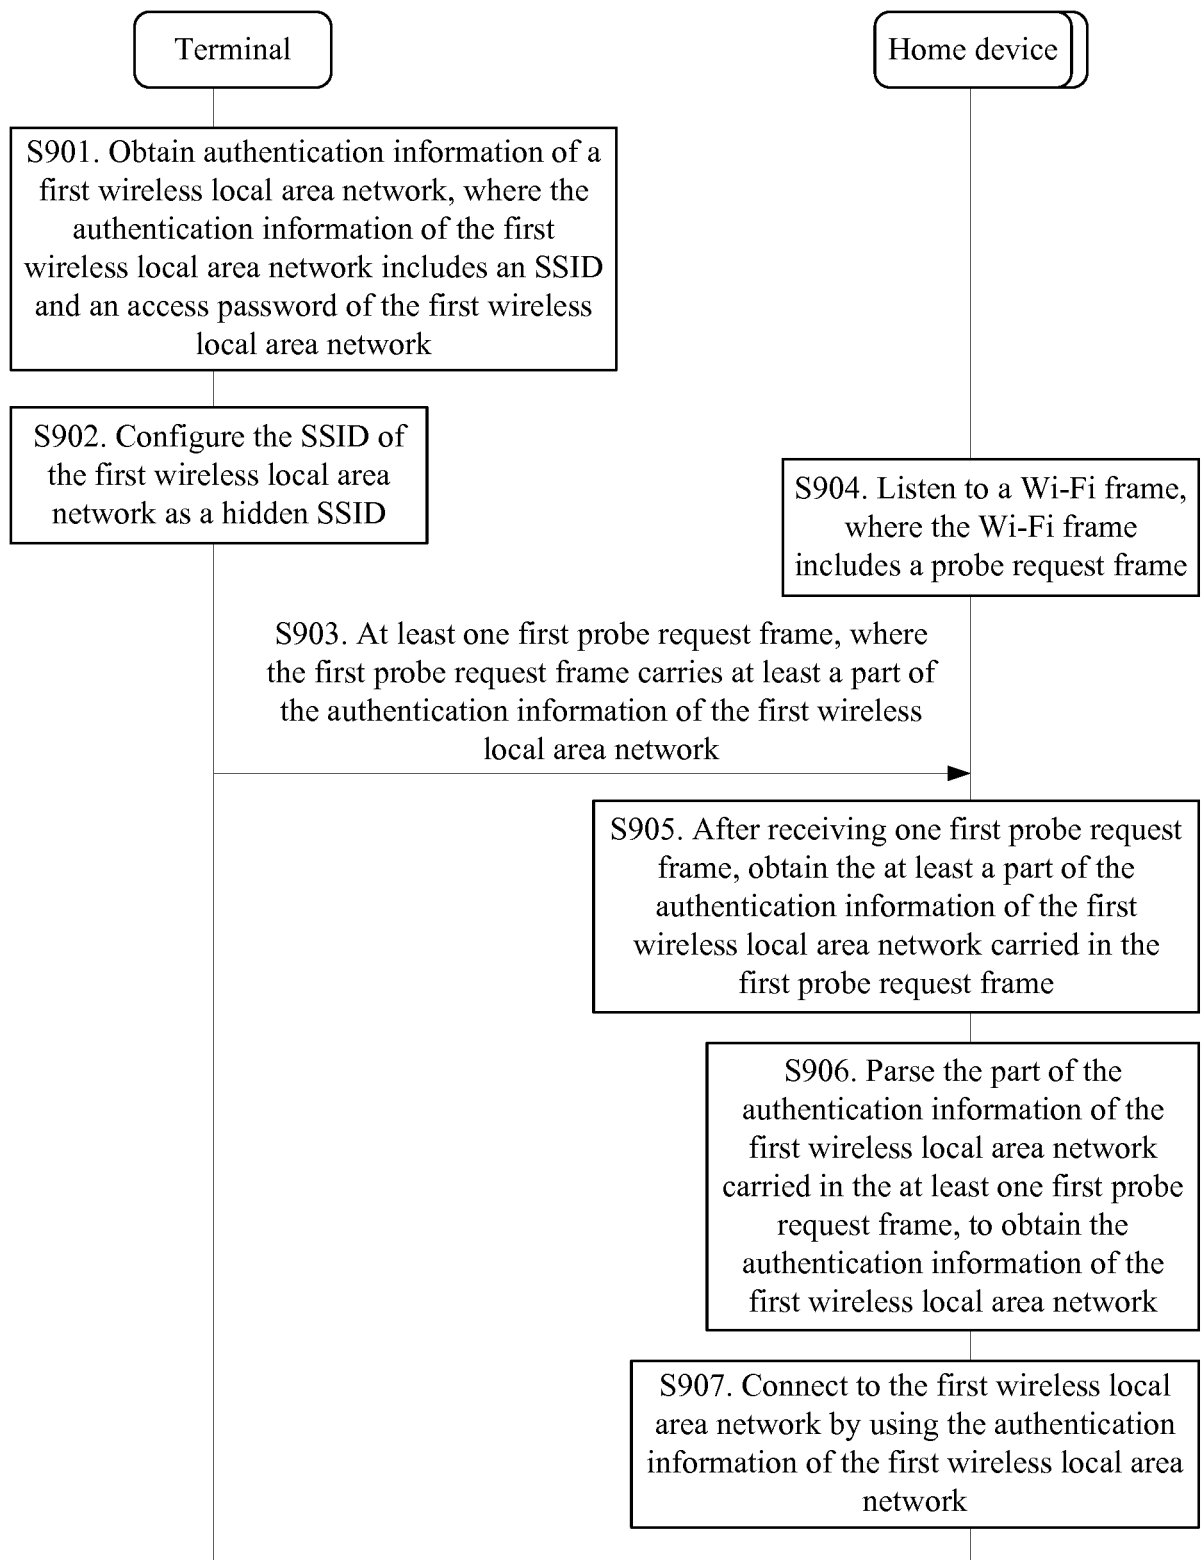 Terminal
Home device
S901. Obtain authentication information of a
first wireless local area network, where the
authentication information of the first
wireless local area network includes an SSID
and an access password of the first wireless
local area network
S902. Configure the SSID of
the first wireless local area
network as a hidden SSID
S904. Listen to a Wi-Fi frame,
where the Wi-Fi frame
includes a probe request frame
S903. At least one first probe request frame, where
the first probe request frame carries at least a part of
the authentication information of the first wireless
local area network
S905. After receiving one first probe request
frame, obtain the at least a part of the
authentication information of the first
wireless local area network carried in the
first probe request frame
S906. Parse the part of the
authentication information of the
first wireless local area network
carried in the at least one first probe
request frame, to obtain the
authentication information of the
first wireless local area network
S907. Connect to the first wireless local
area network by using the authentication
information of the first wireless local area
network